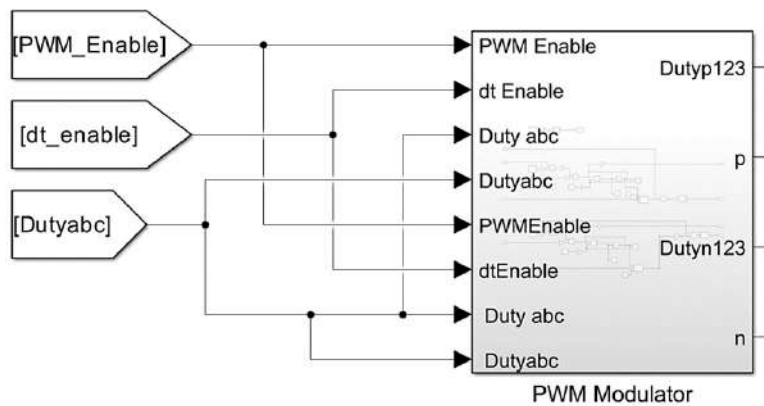 [PWM_Enable]
[dt_enable]
[Dutyabc]
PWM Enable
dt Enable
Duty abc
Dutyabc
PWMEnable
dtEnable
Duty abc
Dutyabc
Dutyp123
p
Dutyn123
n
PWM Modulator